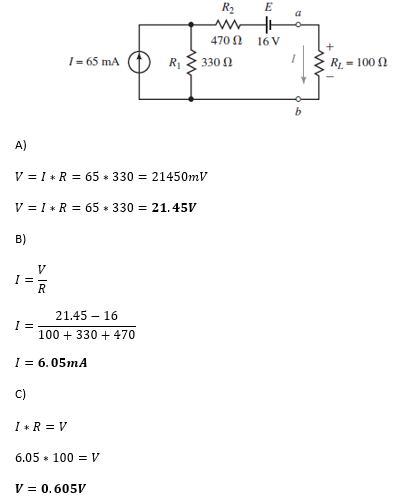 R₂ E a
470 Ω 16 V
I = 65 mA R₁ 330 Ω I + R_L = 100 Ω
−
b
A)
V = I * R = 65 * 330 = 21450mV
V = I * R = 65 * 330 = 21.45V
B)
I = V/R
I = (21.45 − 16)/(100 + 330 + 470)
I = 6.05mA
C)
I * R = V
6.05 * 100 = V
V = 0.605V